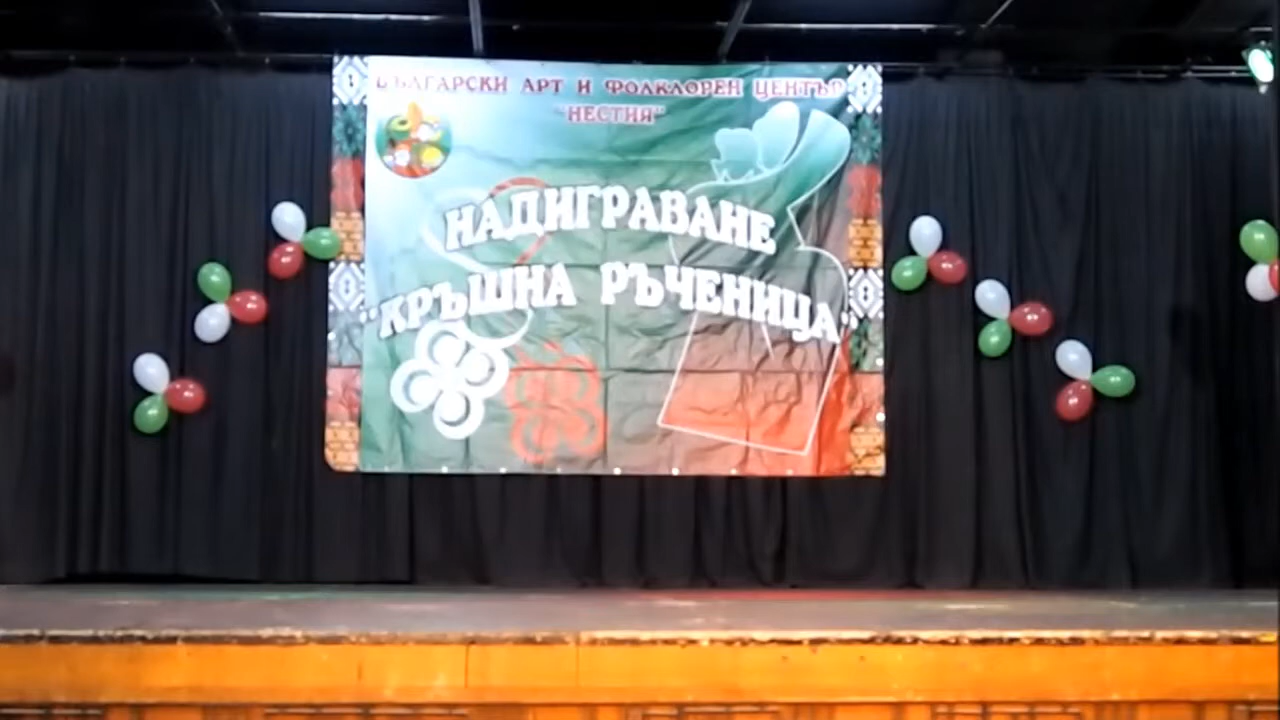 БЪЛГАРСКИ АРТ И ФОЛКЛОРЕН ЦЕНТЪР
"НЕСТИЯ"
НАДИГРАВАНЕ
"КРЪШНА РЪЧЕНИЦА"